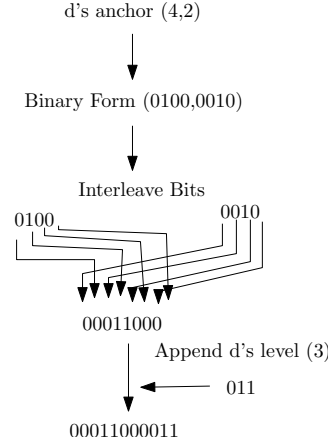 d's anchor (4,2)
Binary Form (0100,0010)
Interleave Bits
0100 0010
00011000
Append d's level (3)
011
00011000011